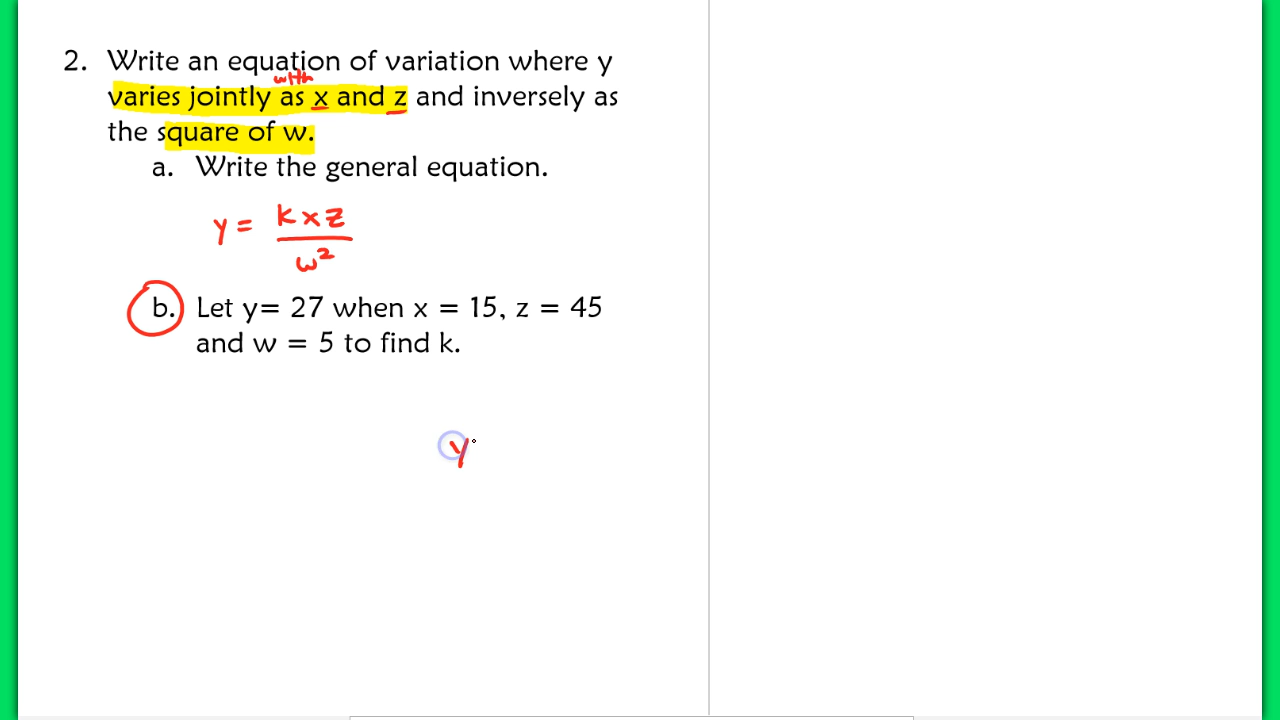 2. Write an equation of variation where y
with
varies jointly as x and z and inversely as
the square of w.
a. Write the general equation.
y = kxz
w²
b. Let y= 27 when x = 15, z = 45
and w = 5 to find k.
y